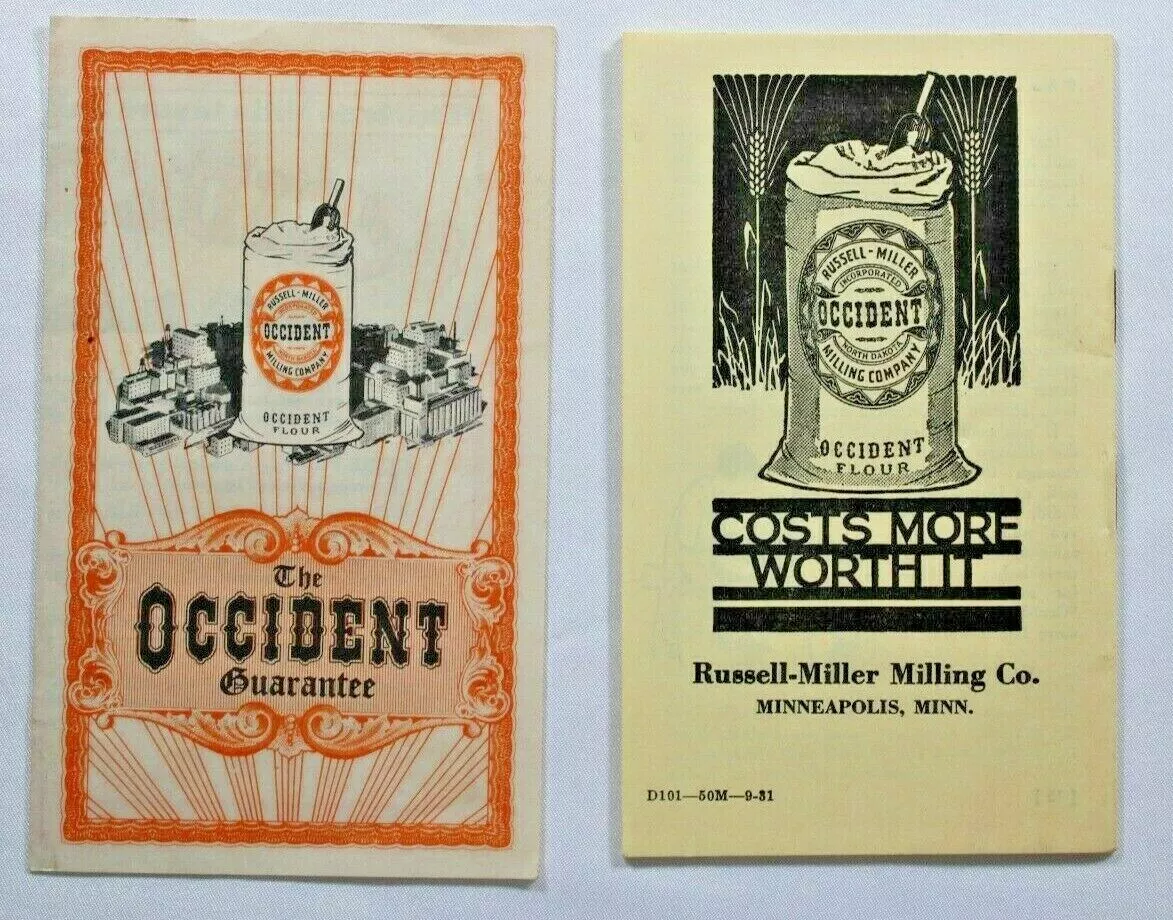 RUSSELL-MILLER
INCORPORATED
OCCIDENT
NORTH DAKOTA
MILLING COMPANY
OCCIDENT
FLOUR
The
OCCIDENT
Guarantee
RUSSELL-MILLER
INCORPORATED
OCCIDENT
NORTH DAKOTA
MILLING COMPANY
OCCIDENT
FLOUR
COSTS MORE
WORTH IT
Russell-Miller Milling Co.
MINNEAPOLIS, MINN.
D101—50M—9-31